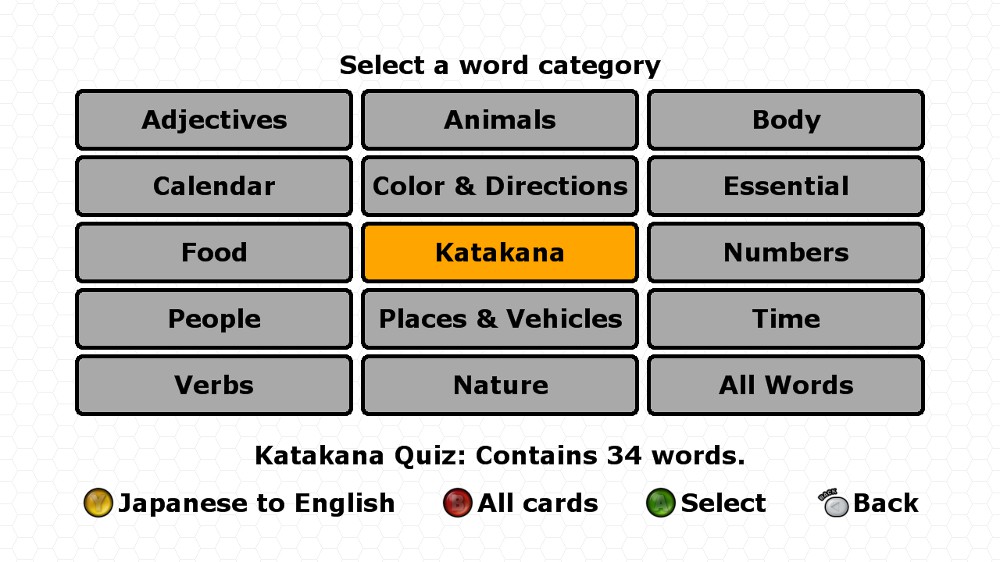 Select a word category
Adjectives Animals Body
Calendar Color & Directions Essential
Food Katakana Numbers
People Places & Vehicles Time
Verbs Nature All Words
Katakana Quiz: Contains 34 words.
Y Japanese to English B All cards A Select BACK Back